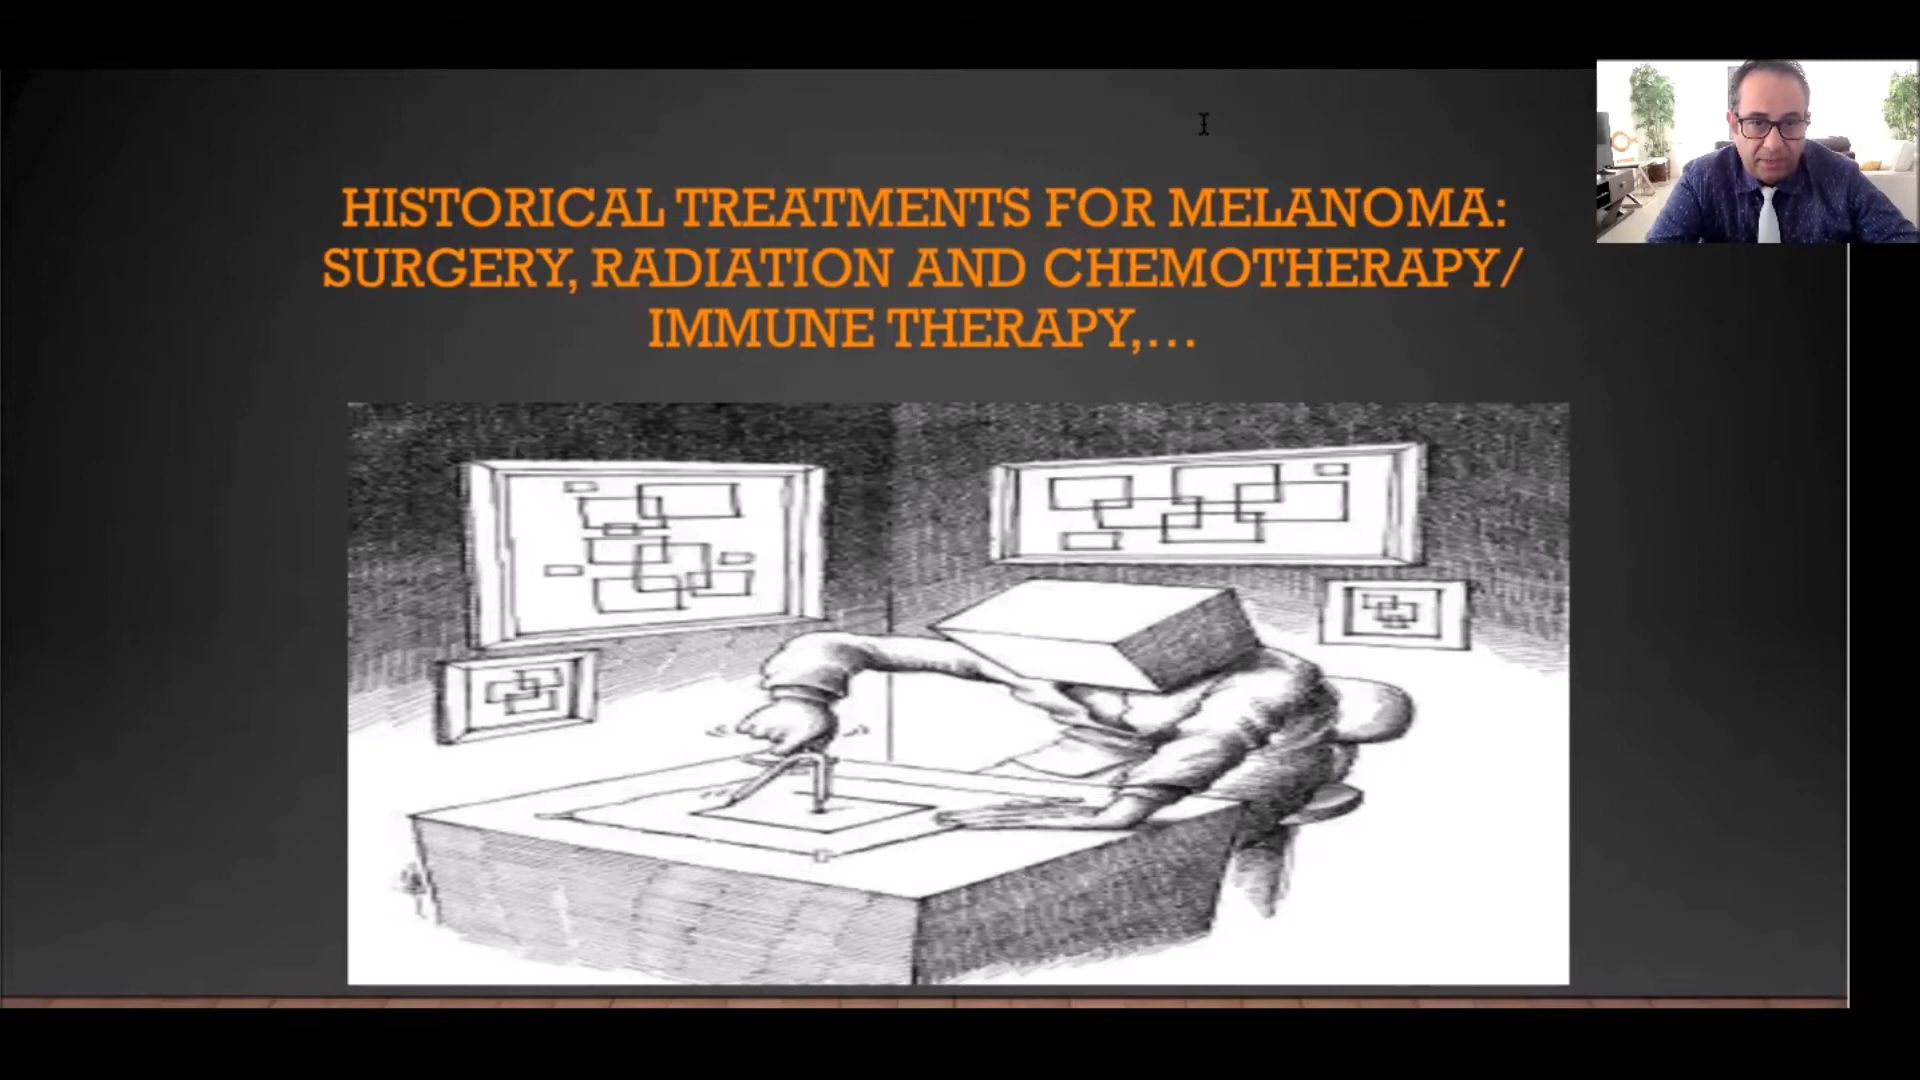 HISTORICAL TREATMENTS FOR MELANOMA:
SURGERY, RADIATION AND CHEMOTHERAPY/
IMMUNE THERAPY,...